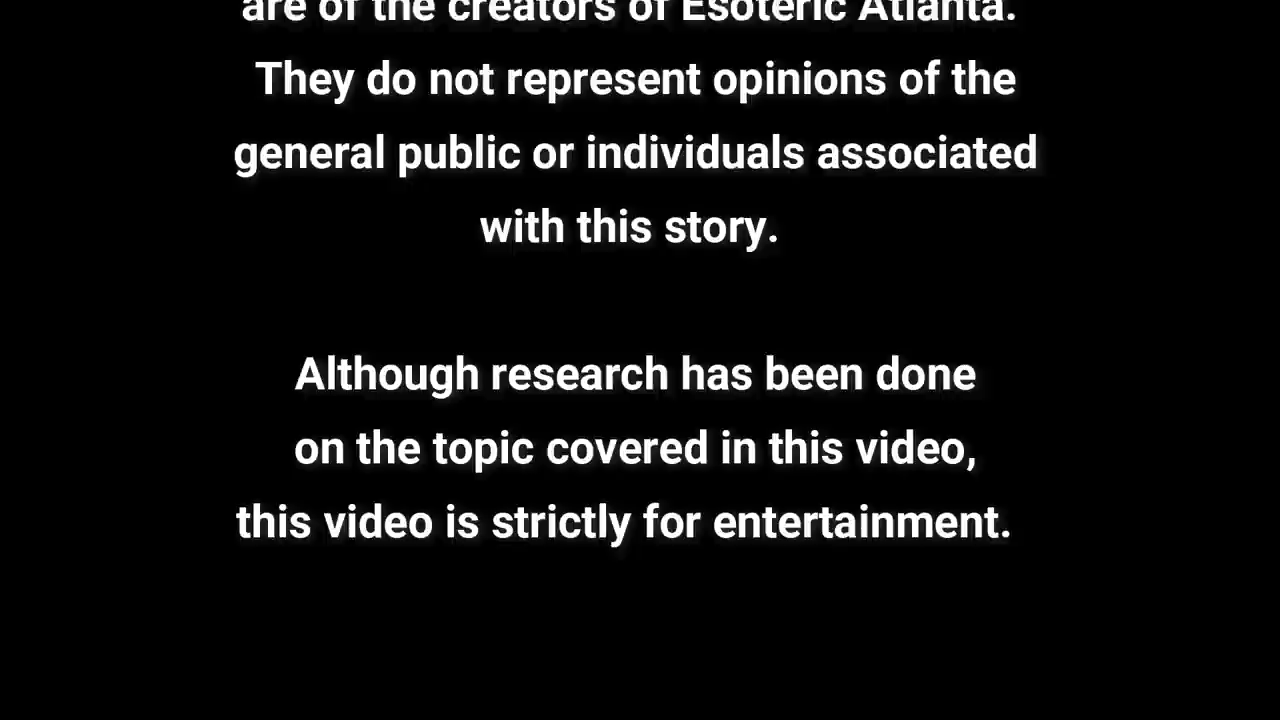 are of the creators of Esoteric Atlanta.
They do not represent opinions of the
general public or individuals associated
with this story.
Although research has been done
on the topic covered in this video,
this video is strictly for entertainment.